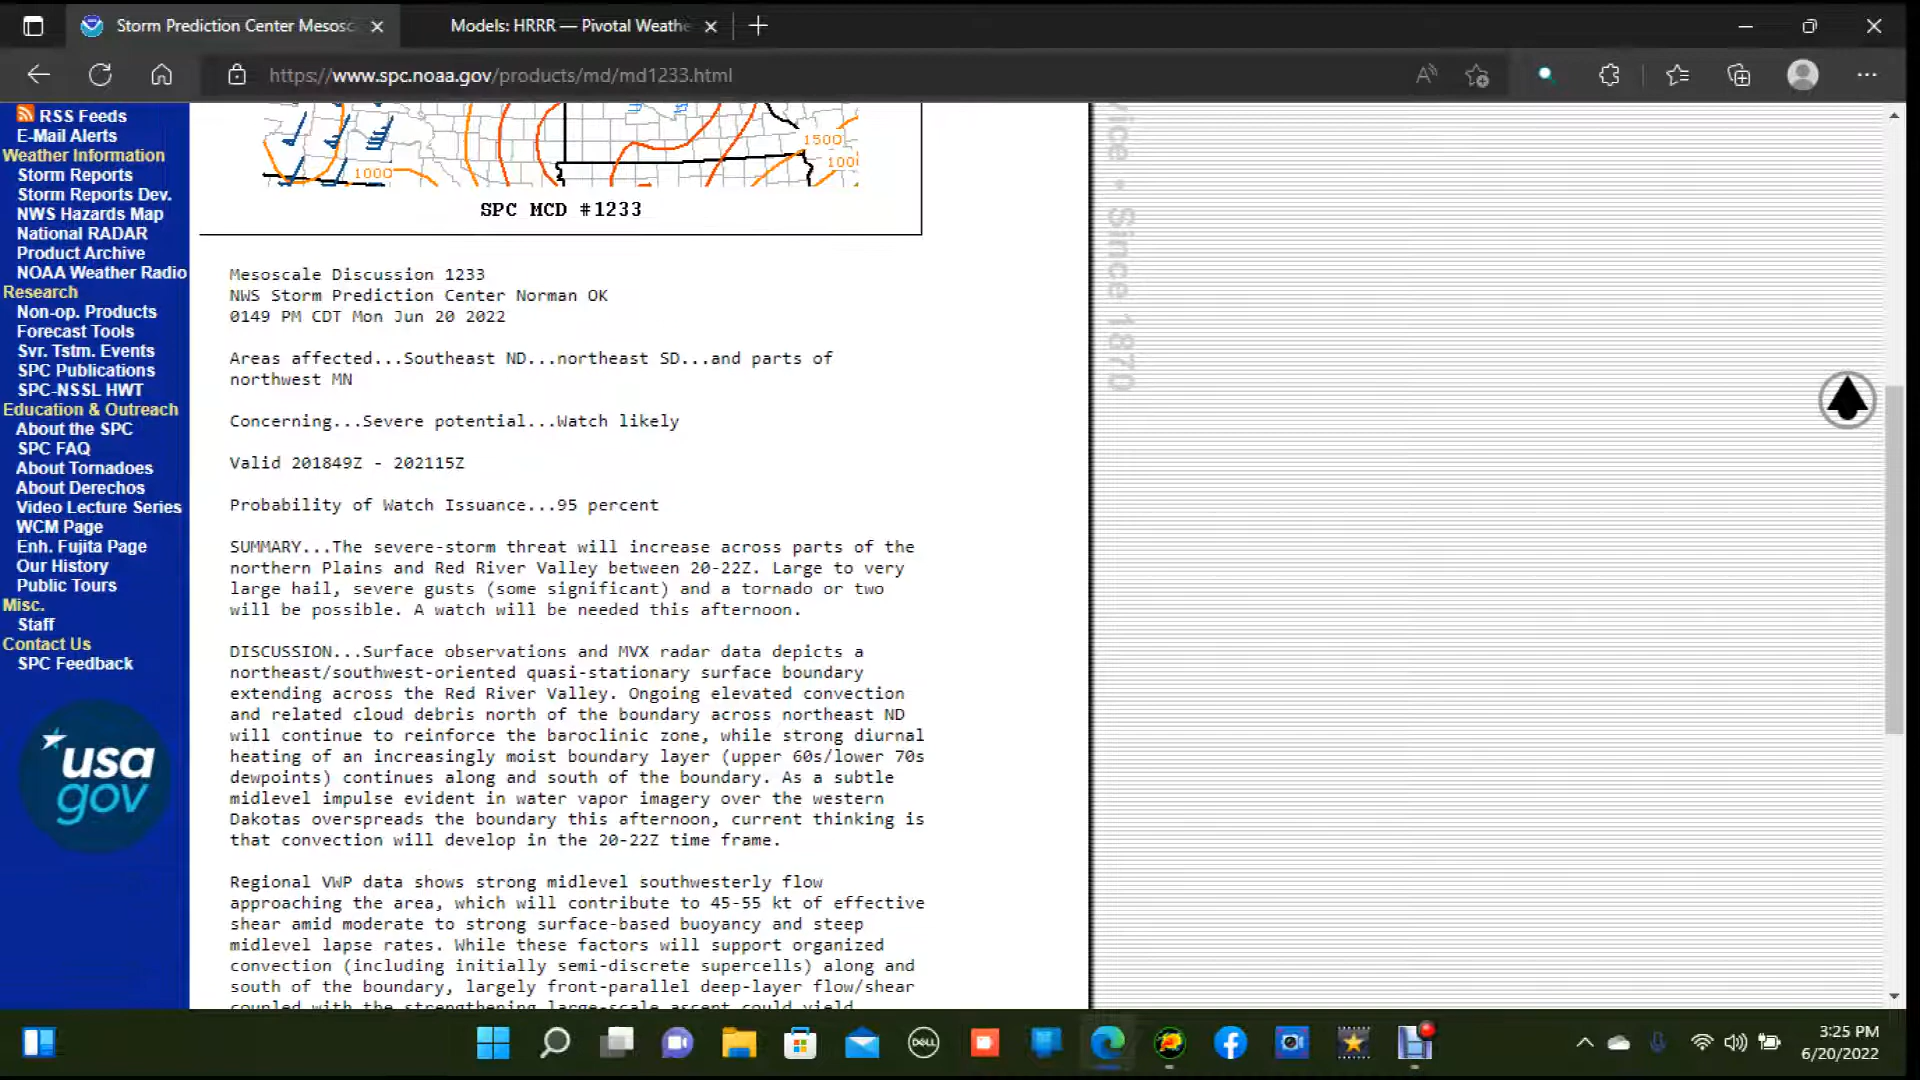 Storm Prediction Center Mesosc
Models: HRRR — Pivotal Weathe
https://www.spc.noaa.gov/products/md/md1233.html
RSS Feeds
E-Mail Alerts
Weather Information
Storm Reports
Storm Reports Dev.
NWS Hazards Map
National RADAR
Product Archive
NOAA Weather Radio
Research
Non-op. Products
Forecast Tools
Svr. Tstm. Events
SPC Publications
SPC-NSSL HWT
Education & Outreach
About the SPC
SPC FAQ
About Tornadoes
About Derechos
Video Lecture Series
WCM Page
Enh. Fujita Page
Our History
Public Tours
Misc.
Staff
Contact Us
SPC Feedback
usa
gov
1500
100
1000
SPC MCD #1233
Mesoscale Discussion 1233
NWS Storm Prediction Center Norman OK
0149 PM CDT Mon Jun 20 2022
Areas affected...Southeast ND...northeast SD...and parts of
northwest MN
Concerning...Severe potential...Watch likely
Valid 201849Z - 202115Z
Probability of Watch Issuance...95 percent
SUMMARY...The severe-storm threat will increase across parts of the
northern Plains and Red River Valley between 20-22Z. Large to very
large hail, severe gusts (some significant) and a tornado or two
will be possible. A watch will be needed this afternoon.
DISCUSSION...Surface observations and MVX radar data depicts a
northeast/southwest-oriented quasi-stationary surface boundary
extending across the Red River Valley. Ongoing elevated convection
and related cloud debris north of the boundary across northeast ND
will continue to reinforce the baroclinic zone, while strong diurnal
heating of an increasingly moist boundary layer (upper 60s/lower 70s
dewpoints) continues along and south of the boundary. As a subtle
midlevel impulse evident in water vapor imagery over the western
Dakotas overspreads the boundary this afternoon, current thinking is
that convection will develop in the 20-22Z time frame.
Regional VWP data shows strong midlevel southwesterly flow
approaching the area, which will contribute to 45-55 kt of effective
shear amid moderate to strong surface-based buoyancy and steep
midlevel lapse rates. While these factors will support organized
convection (including initially semi-discrete supercells) along and
south of the boundary, largely front-parallel deep-layer flow/shear
coupled with the strengthening large-scale ascent could yield
vice • Since 1870
DELL
3:25 PM
6/20/2022